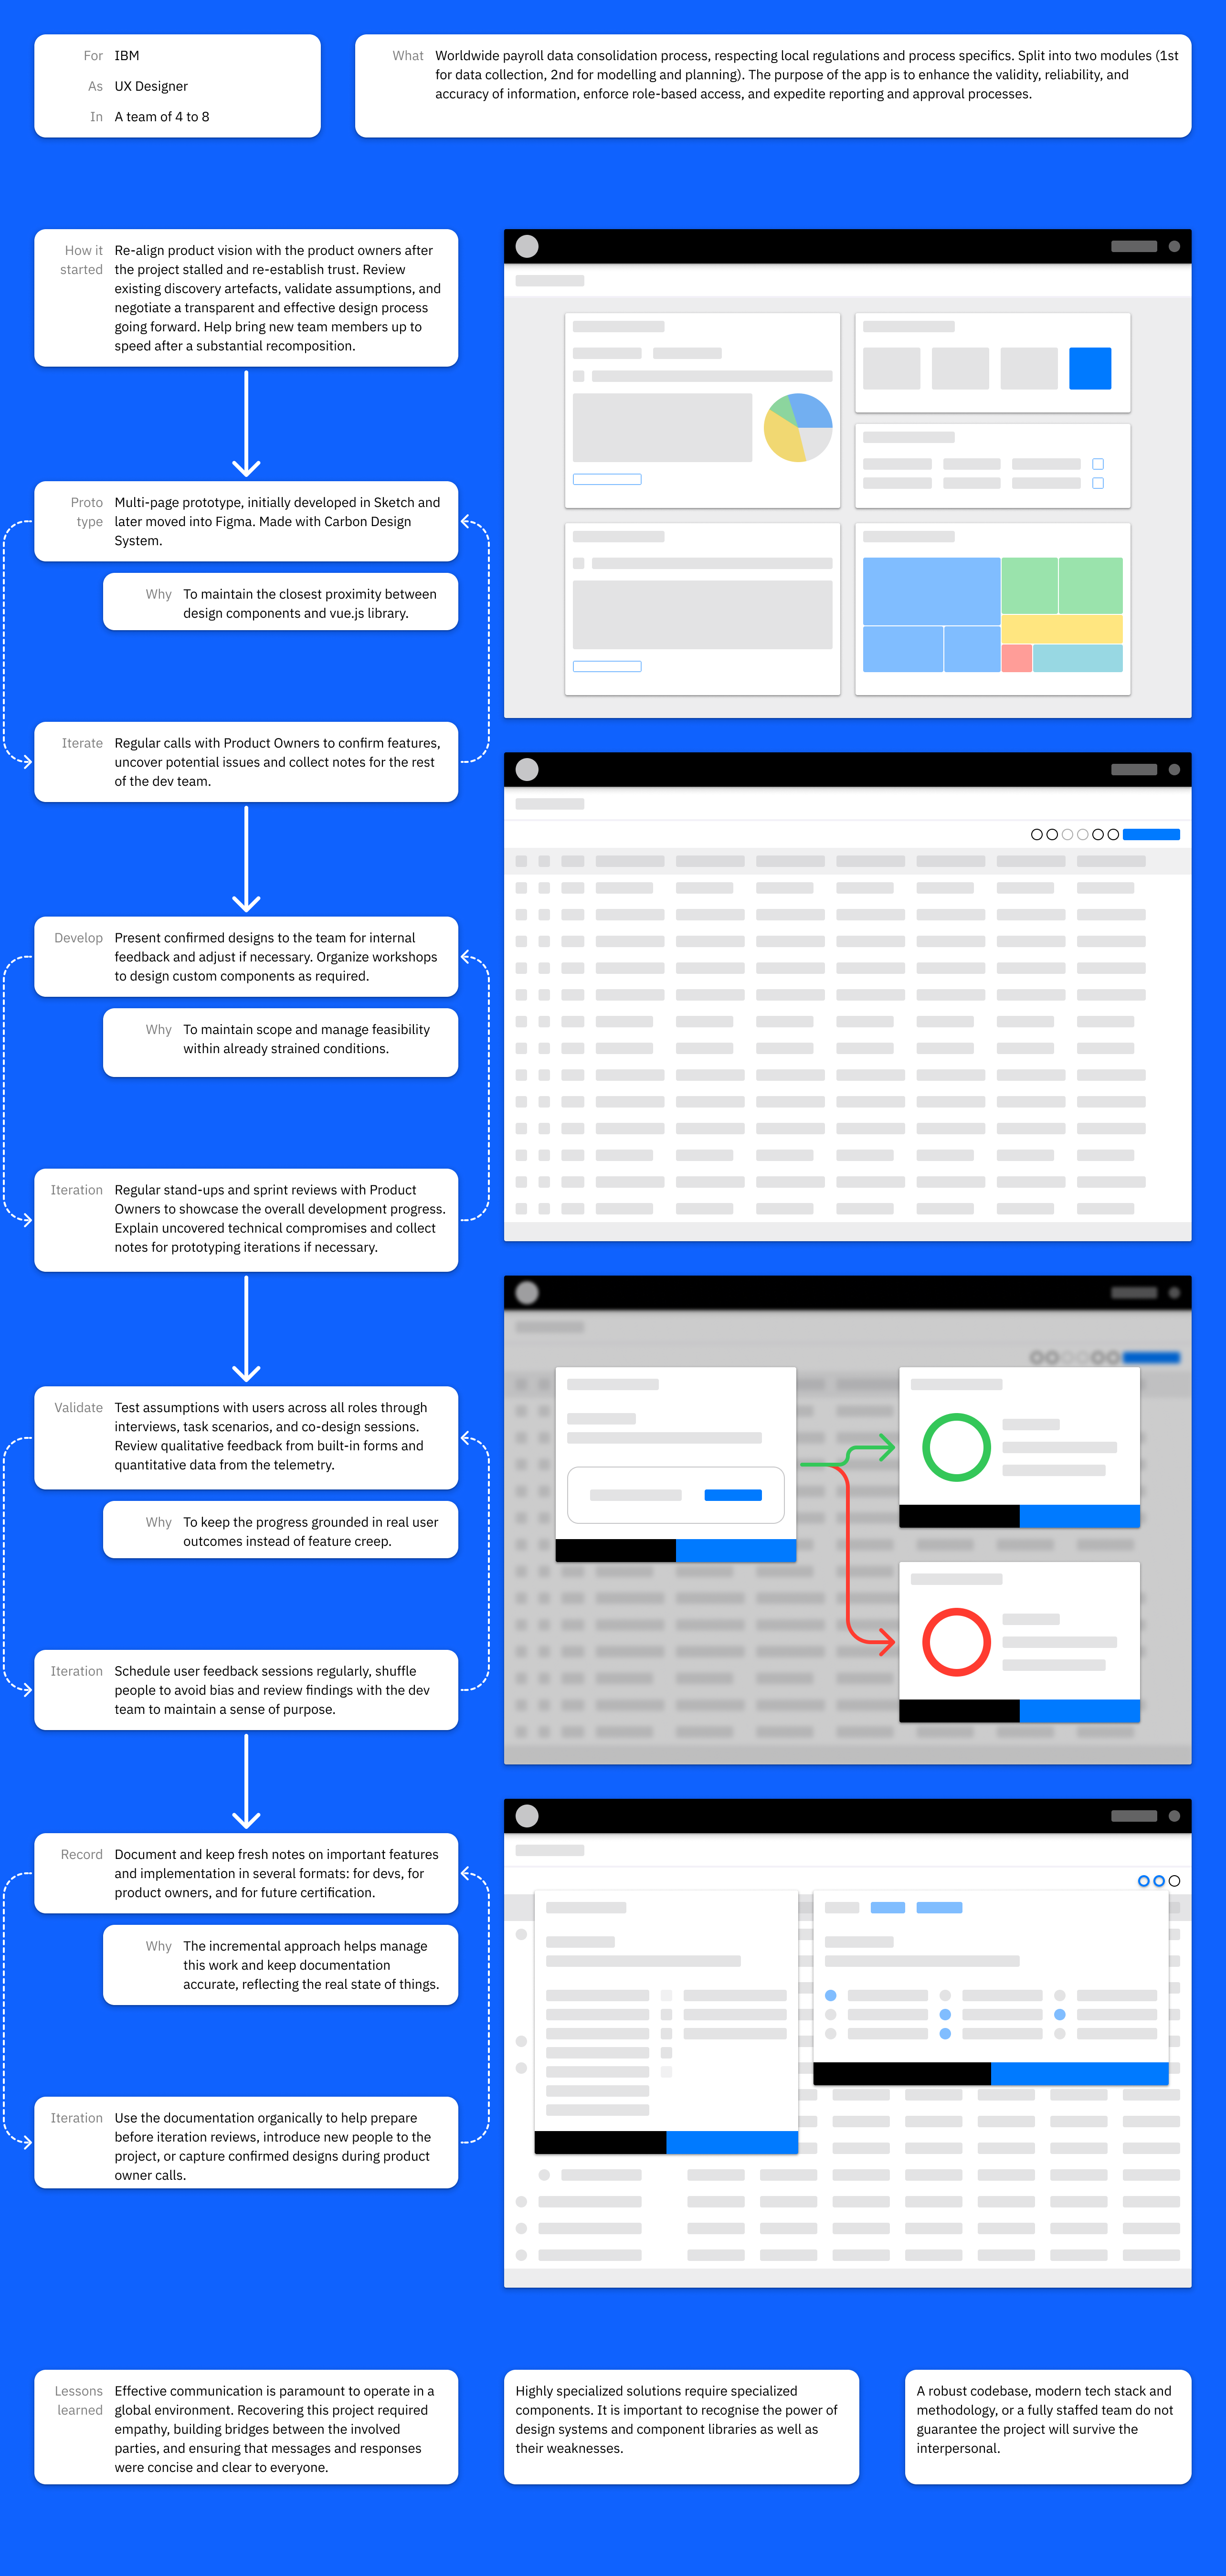 For IBM
As UX Designer
In A team of 4 to 8
What Worldwide payroll data consolidation process, respecting local regulations and process specifics. Split into two modules (1st
for data collection, 2nd for modelling and planning). The purpose of the app is to enhance the validity, reliability, and
accuracy of information, enforce role-based access, and expedite reporting and approval processes.
How it Re-align product vision with the product owners after
started the project stalled and re-establish trust. Review
existing discovery artefacts, validate assumptions, and
negotiate a transparent and effective design process
going forward. Help bring new team members up to
speed after a substantial recomposition.
Proto Multi-page prototype, initially developed in Sketch and
type later moved into Figma. Made with Carbon Design
System.
Why To maintain the closest proximity between
design components and vue.js library.
Iterate Regular calls with Product Owners to confirm features,
uncover potential issues and collect notes for the rest
of the dev team.
Develop Present confirmed designs to the team for internal
feedback and adjust if necessary. Organize workshops
to design custom components as required.
Why To maintain scope and manage feasibility
within already strained conditions.
Iteration Regular stand-ups and sprint reviews with Product
Owners to showcase the overall development progress.
Explain uncovered technical compromises and collect
notes for prototyping iterations if necessary.
Validate Test assumptions with users across all roles through
interviews, task scenarios, and co-design sessions.
Review qualitative feedback from built-in forms and
quantitative data from the telemetry.
Why To keep the progress grounded in real user
outcomes instead of feature creep.
Iteration Schedule user feedback sessions regularly, shuffle
people to avoid bias and review findings with the dev
team to maintain a sense of purpose.
Record Document and keep fresh notes on important features
and implementation in several formats: for devs, for
product owners, and for future certification.
Why The incremental approach helps manage
this work and keep documentation
accurate, reflecting the real state of things.
Iteration Use the documentation organically to help prepare
before iteration reviews, introduce new people to the
project, or capture confirmed designs during product
owner calls.
Lessons Effective communication is paramount to operate in a
learned global environment. Recovering this project required
empathy, building bridges between the involved
parties, and ensuring that messages and responses
were concise and clear to everyone.
Highly specialized solutions require specialized
components. It is important to recognise the power of
design systems and component libraries as well as
their weaknesses.
A robust codebase, modern tech stack and
methodology, or a fully staffed team do not
guarantee the project will survive the
interpersonal.